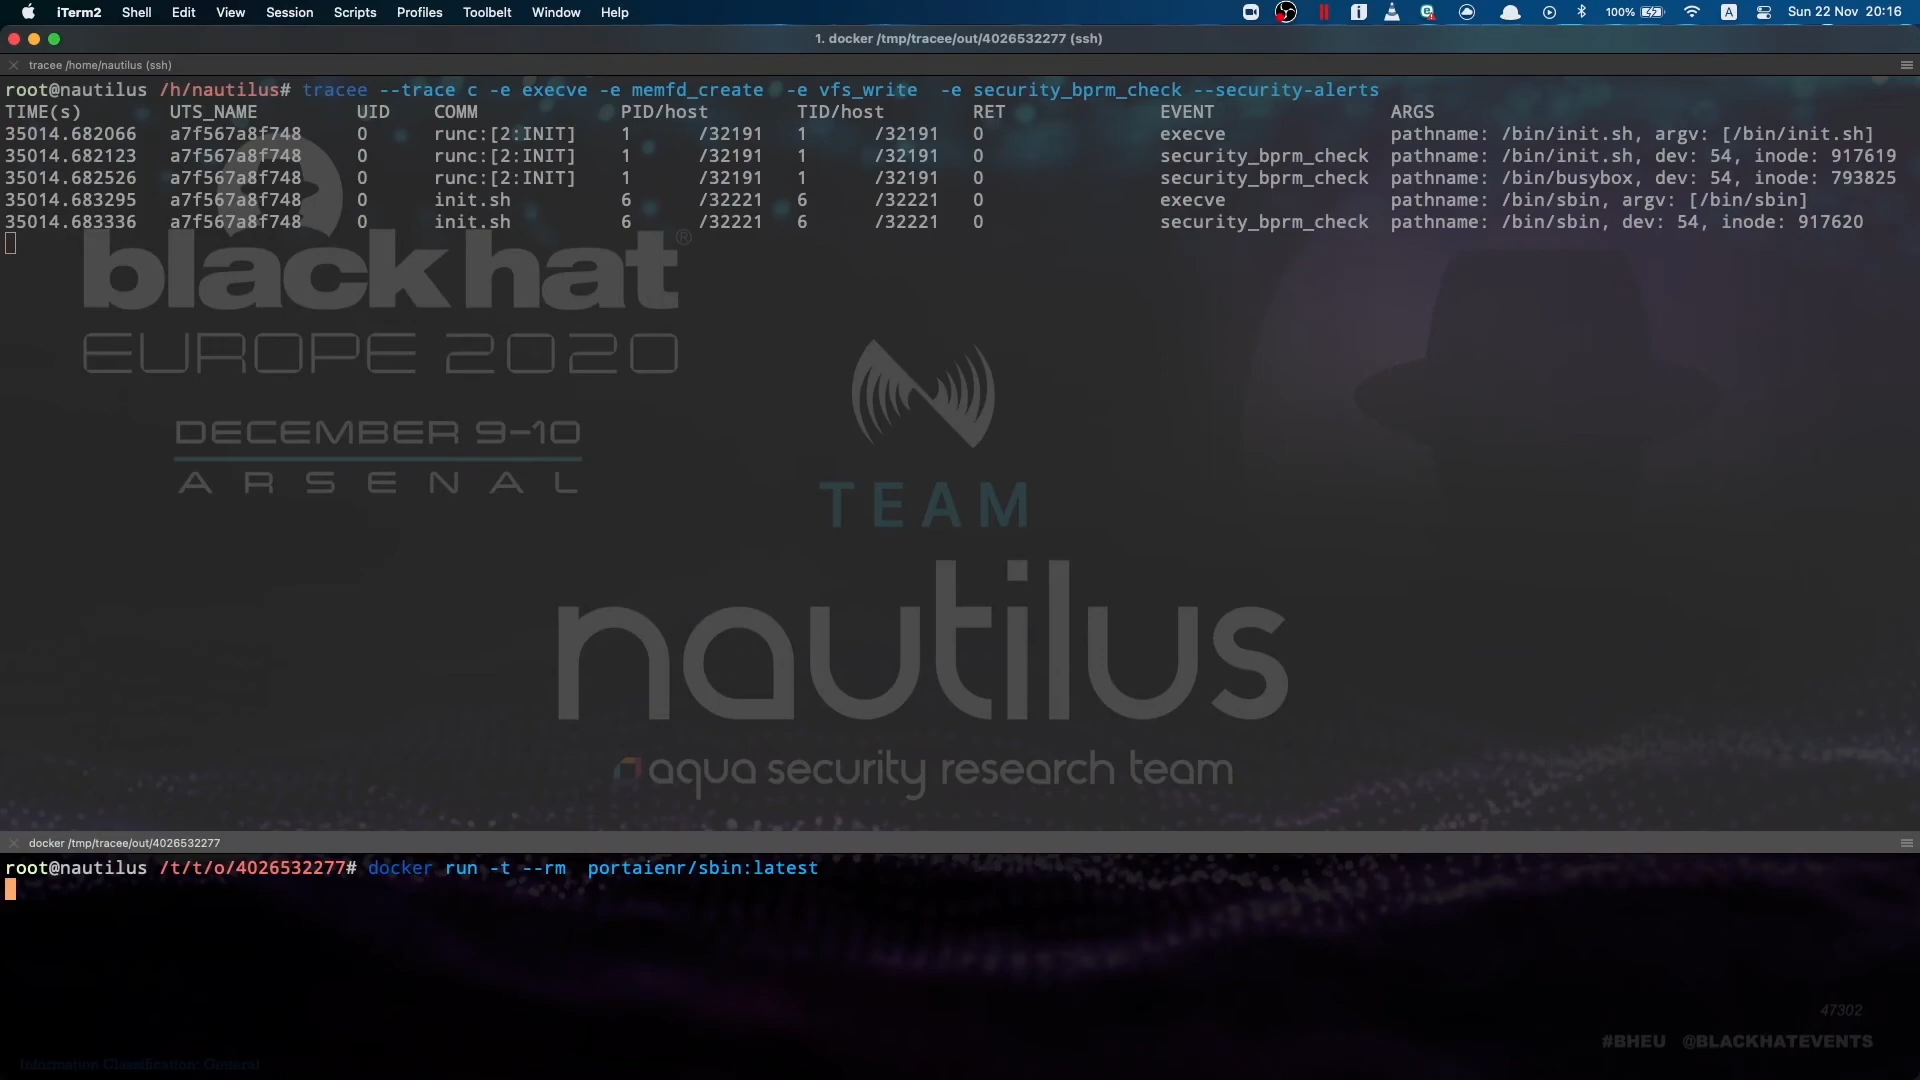 iTerm2 Shell Edit View Session Scripts Profiles Toolbelt Window Help 100% A Sun 22 Nov 20:16
1. docker /tmp/tracee/out/4026532277 (ssh)
tracee /home/nautilus (ssh)
root@nautilus /h/nautilus# tracee --trace c -e execve -e memfd_create -e vfs_write -e security_bprm_check --security-alerts
TIME(s) UTS_NAME UID COMM PID/host TID/host RET EVENT ARGS
35014.682066 a7f567a8f748 0 runc:[2:INIT] 1 /32191 1 /32191 0 execve pathname: /bin/init.sh, argv: [/bin/init.sh]
35014.682123 a7f567a8f748 0 runc:[2:INIT] 1 /32191 1 /32191 0 security_bprm_check pathname: /bin/init.sh, dev: 54, inode: 917619
35014.682526 a7f567a8f748 0 runc:[2:INIT] 1 /32191 1 /32191 0 security_bprm_check pathname: /bin/busybox, dev: 54, inode: 793825
35014.683295 a7f567a8f748 0 init.sh 6 /32221 6 /32221 0 execve pathname: /bin/sbin, argv: [/bin/sbin]
35014.683336 a7f567a8f748 0 init.sh 6 /32221 6 /32221 0 security_bprm_check pathname: /bin/sbin, dev: 54, inode: 917620
black hat®
EUROPE 2020
DECEMBER 9-10
ARSENAL
TEAM
nautilus
aqua security research team
docker /tmp/tracee/out/4026532277
root@nautilus /t/t/o/4026532277# docker run -t --rm portaienr/sbin:latest
47302
#BHEU @BLACKHATEVENTS
Information Classification: General